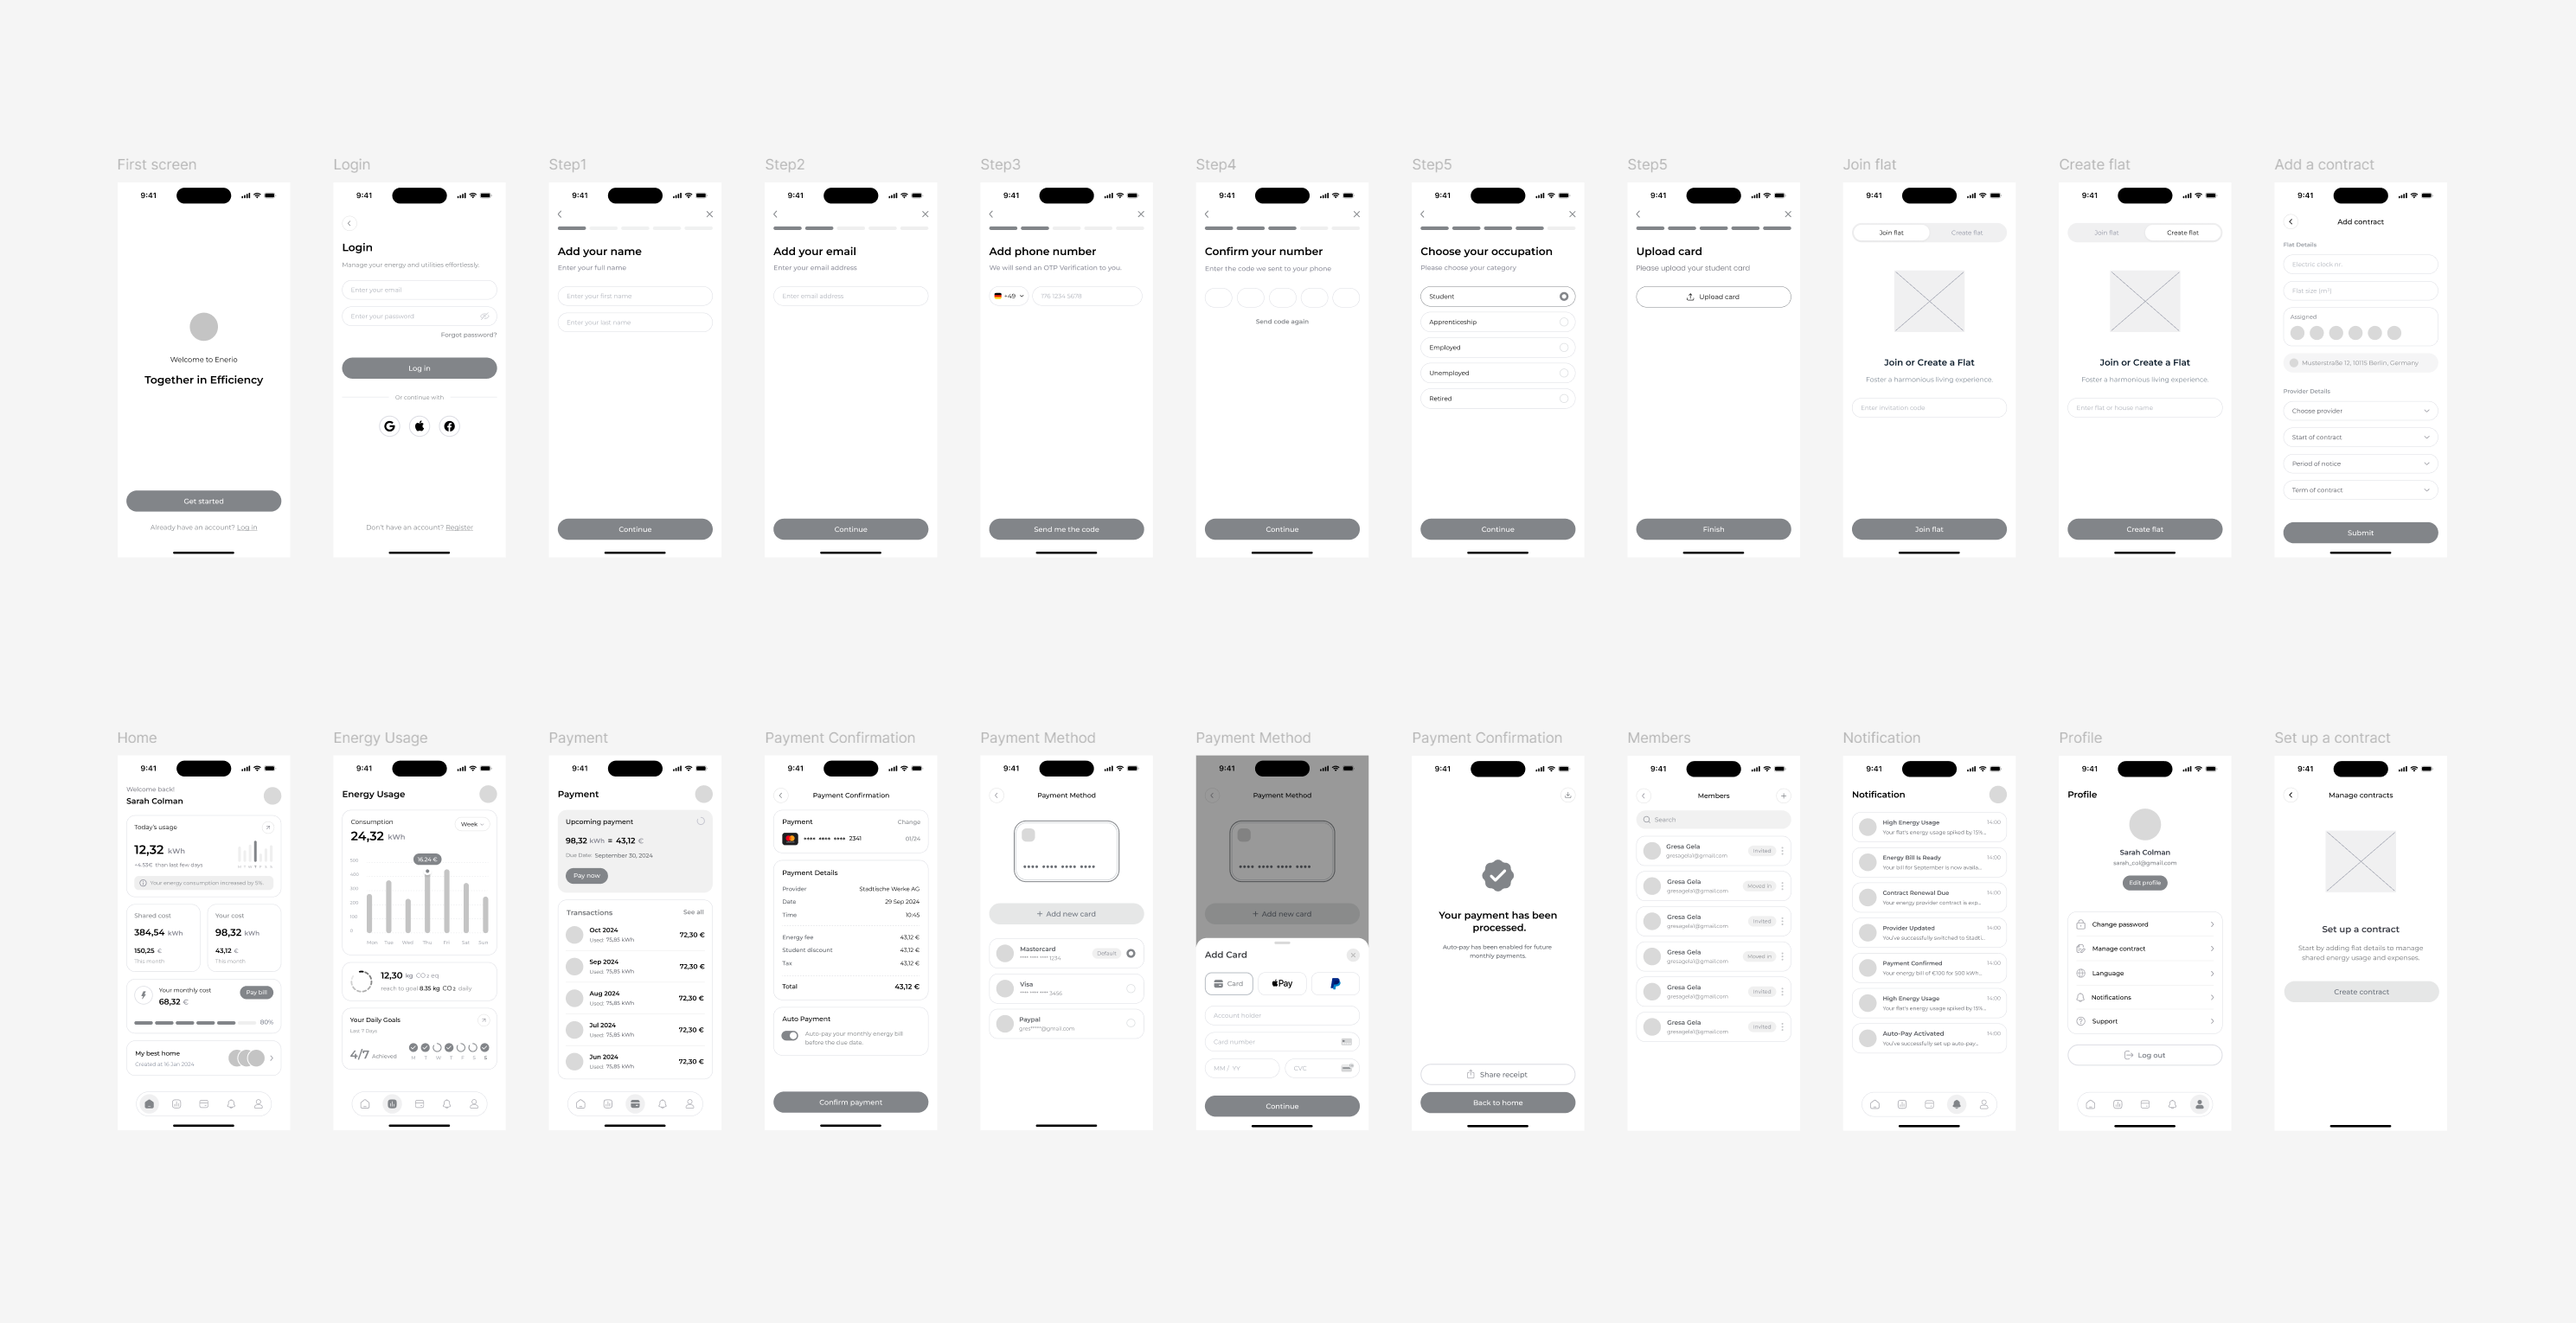 First screen
9:41
Welcome to Enerio
Together in Efficiency
Get started
Already have an account? Log in
Login
9:41
Login
Manage your energy and utilities effortlessly.
Enter your email
Enter your password
Forgot password?
Log in
Or continue with
Don't have an account? Register
Step1
9:41
Add your name
Enter your full name
Enter your first name
Enter your last name
Continue
Step2
9:41
Add your email
Enter your email address
Enter email address
Continue
Step3
9:41
Add phone number
We will send an OTP Verification to you.
+49
176 1234 5678
Send me the code
Step4
9:41
Confirm your number
Enter the code we sent to your phone
Send code again
Continue
Step5
9:41
Choose your occupation
Please choose your category
Student
Apprenticeship
Employed
Unemployed
Retired
Continue
Step5
9:41
Upload card
Please upload your student card
Upload card
Finish
Join flat
9:41
Join flat
Create flat
Join or Create a Flat
Foster a harmonious living experience.
Enter invitation code
Join flat
Create flat
9:41
Join flat
Create flat
Join or Create a Flat
Foster a harmonious living experience.
Enter flat or house name
Create flat
Add a contract
9:41
Add contract
Flat Details
Electric clock nr.
Flat size (m²)
Assigned
Musterstraße 12, 10115 Berlin, Germany
Provider Details
Choose provider
Start of contract
Period of notice
Term of contract
Submit
Home
9:41
Welcome back!
Sarah Colman
Today's usage
12,32 kWh
+4.53€ than last few days
Your energy consumption increased by 5%.
Shared cost
384,54 kWh
150,25 €
This month
Your cost
98,32 kWh
43,12 €
This month
Your monthly cost
68,32 €
Pay bill
80%
My best home
Created at 16 Jan 2024
Energy Usage
9:41
Energy Usage
Consumption
24,32 kWh
Week
16.24 €
500
400
300
200
100
0
Mon Tue Wed Thu Fri Sat Sun
12,30 kg CO2 eq
reach to goal 8.35 kg CO2 daily
Your Daily Goals
Last 7 Days
4/7 Achieved
M T W T F S S
Payment
9:41
Payment
Upcoming payment
98,32 kWh = 43,12 €
Due Date: September 30, 2024
Pay now
Transactions
See all
Oct 2024
Used: 75,85 kWh
72,30 €
Sep 2024
Used: 75,85 kWh
72,30 €
Aug 2024
Used: 75,85 kWh
72,30 €
Jul 2024
Used: 75,85 kWh
72,30 €
Jun 2024
Used: 75,85 kWh
72,30 €
Payment Confirmation
9:41
Payment Confirmation
Payment
Change
•••• •••• •••• 2341
01/24
Payment Details
Provider Stadtische Werke AG
Date 29 Sep 2024
Time 10:45
Energy fee 43,12 €
Student discount 43,12 €
Tax 43,12 €
Total 43,12 €
Auto Payment
Auto-pay your monthly energy bill
before the due date.
Confirm payment
Payment Method
9:41
Payment Method
•••• •••• •••• ••••
+ Add new card
Mastercard
**** **** **** 1234
Default
Visa
**** **** **** 3456
Paypal
gres*****@gmail.com
Payment Method
9:41
Payment Method
•••• •••• •••• ••••
+ Add new card
Add Card
Card
Pay
Account holder
Card number
MM / YY
CVC
Continue
Payment Confirmation
9:41
Your payment has been
processed.
Auto-pay has been enabled for future
monthly payments.
Share receipt
Back to home
Members
9:41
Members
Search
Gresa Gela
gresagela1@gmail.com
Invited
Gresa Gela
gresagela1@gmail.com
Moved in
Gresa Gela
gresagela1@gmail.com
Invited
Gresa Gela
gresagela1@gmail.com
Moved in
Gresa Gela
gresagela1@gmail.com
Invited
Gresa Gela
gresagela1@gmail.com
Invited
Notification
9:41
Notification
High Energy Usage
14:00
Your flat's energy usage spiked by 15%...
Energy Bill Is Ready
14:00
Your bill for September is now availa...
Contract Renewal Due
14:00
Your energy provider contract is exp...
Provider Updated
14:00
You've successfully switched to Stadti...
Payment Confirmed
14:00
Your energy bill of €100 for 500 kWh...
High Energy Usage
14:00
Your flat's energy usage spiked by 15%...
Auto-Pay Activated
14:00
You've successfully set up auto-pay...
Profile
9:41
Profile
Sarah Colman
sarah_col@gmail.com
Edit profile
Change password
Manage contract
Language
Notifications
Support
Log out
Set up a contract
9:41
Manage contracts
Set up a contract
Start by adding flat details to manage
shared energy usage and expenses.
Create contract